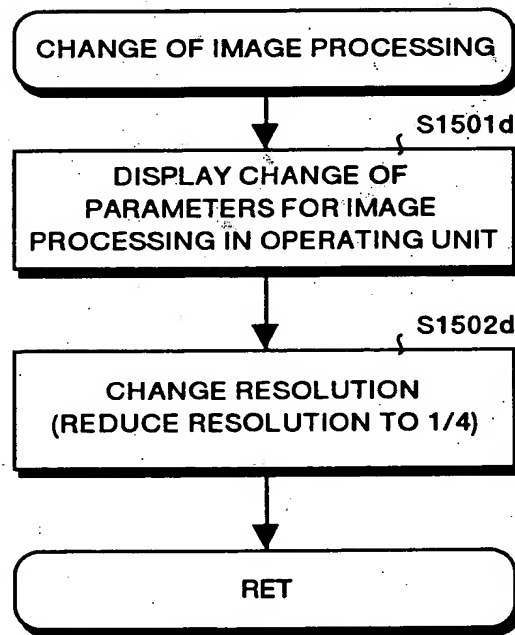 CHANGE OF IMAGE PROCESSING
S1501d
DISPLAY CHANGE OF
PARAMETERS FOR IMAGE
PROCESSING IN OPERATING UNIT
S1502d
CHANGE RESOLUTION
(REDUCE RESOLUTION TO 1/4)
RET